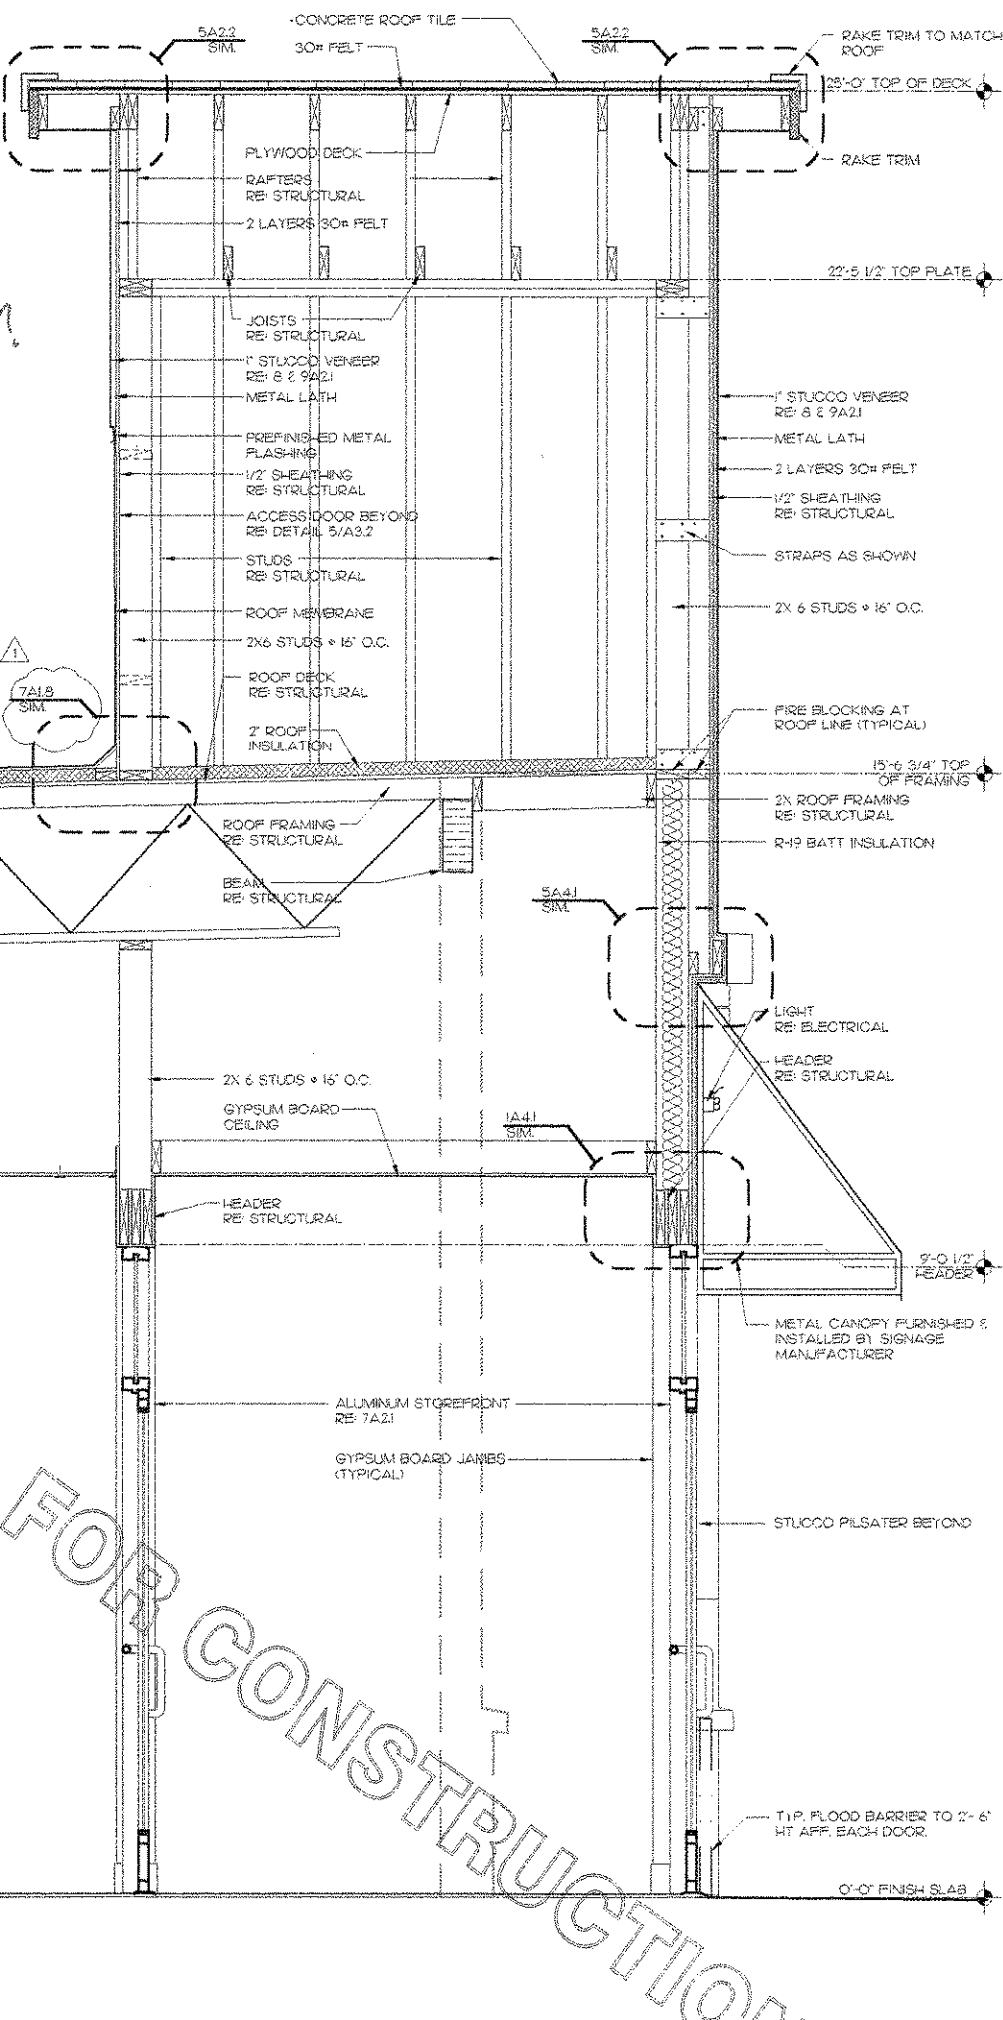 5A2.2
SIM.
CONCRETE ROOF TILE
30# FELT
5A2.2
SIM.
RAKE TRIM TO MATCH
ROOF
25'-0" TOP OF DECK
RAKE TRIM
PLYWOOD DECK
RAFTERS
RE: STRUCTURAL
2 LAYERS 30# FELT
22'-5 1/2" TOP PLATE
JOISTS
RE: STRUCTURAL
1" STUCCO VENEER
RE: 8 & 9A2.1
METAL LATH
PREFINISHED METAL
FLASHING
1/2" SHEATHING
RE: STRUCTURAL
ACCESS DOOR BEYOND
RE: DETAIL 5/A3.2
STUDS
RE: STRUCTURAL
ROOF MEMBRANE
2X6 STUDS @ 16" O.C.
ROOF DECK
RE: STRUCTURAL
2" ROOF
INSULATION
1" STUCCO VENEER
RE: 8 & 9A2.1
METAL LATH
2 LAYERS 30# FELT
1/2" SHEATHING
RE: STRUCTURAL
STRAPS AS SHOWN
2X 6 STUDS @ 16" O.C.
1
7A1.8
SIM.
FIRE BLOCKING AT
ROOF LINE (TYPICAL)
15'-6 3/4" TOP
OF FRAMING
2X ROOF FRAMING
RE: STRUCTURAL
R-19 BATT INSULATION
ROOF FRAMING
RE: STRUCTURAL
BEAM
RE: STRUCTURAL
5A4.1
SIM.
LIGHT
RE: ELECTRICAL
HEADER
RE: STRUCTURAL
2X 6 STUDS @ 16" O.C.
GYPSUM BOARD
CEILING
1A4.1
SIM.
HEADER
RE: STRUCTURAL
9'-0 1/2"
HEADER
METAL CANOPY FURNISHED &
INSTALLED BY SIGNAGE
MANUFACTURER
ALUMINUM STOREFRONT
RE: 7A2.1
GYPSUM BOARD JAMBS
(TYPICAL)
STUCCO PILSATER BEYOND
TYP. FLOOD BARRIER TO 2'-6"
HT AFF. EACH DOOR.
0'-0" FINISH SLAB
FOR CONSTRUCTION